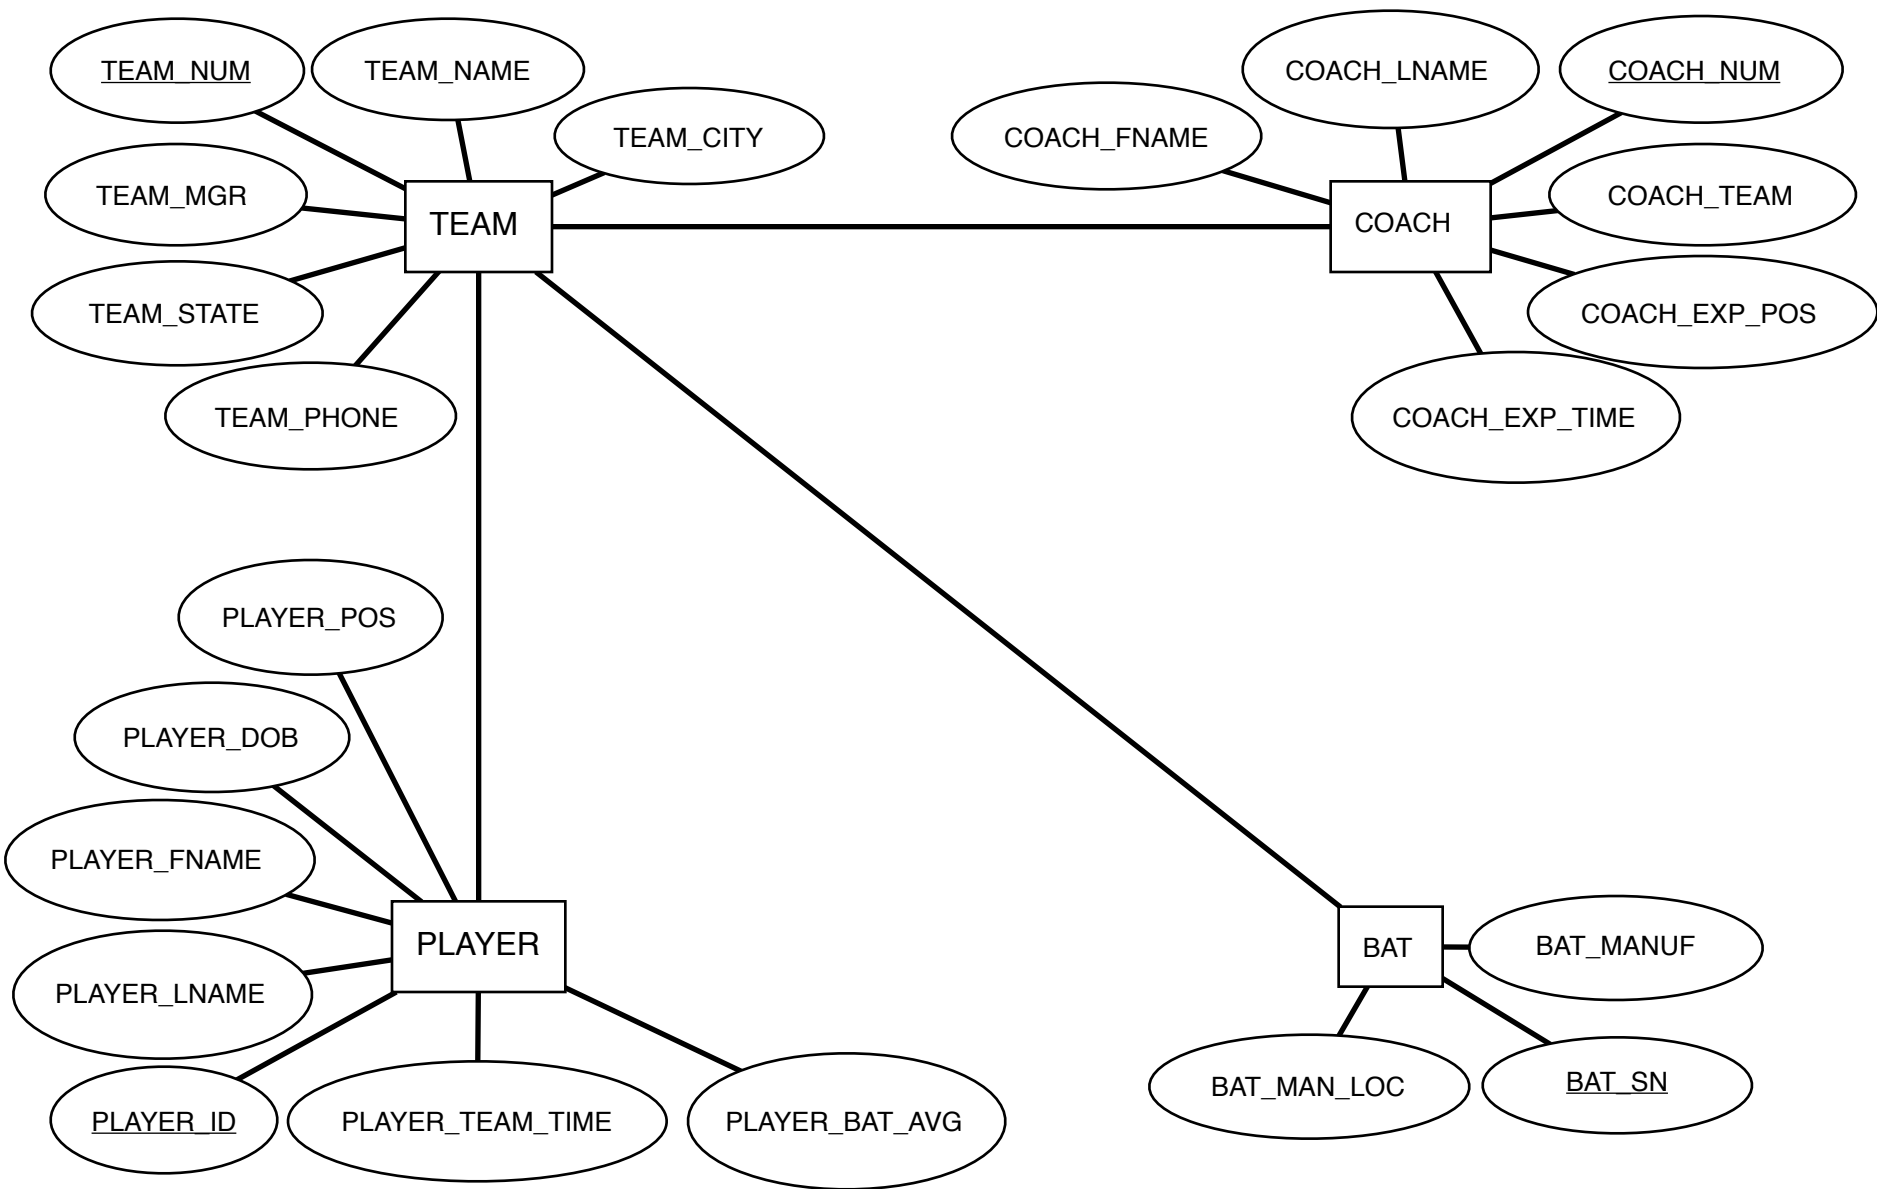 TEAM_NUM
TEAM_NAME
COACH_LNAME
COACH_NUM
TEAM_CITY
COACH_FNAME
TEAM_MGR
COACH_TEAM
TEAM
COACH
TEAM_STATE
COACH_EXP_POS
TEAM_PHONE
COACH_EXP_TIME
PLAYER_POS
PLAYER_DOB
PLAYER_FNAME
PLAYER
BAT
BAT_MANUF
PLAYER_LNAME
BAT_MAN_LOC
BAT_SN
PLAYER_ID
PLAYER_TEAM_TIME
PLAYER_BAT_AVG